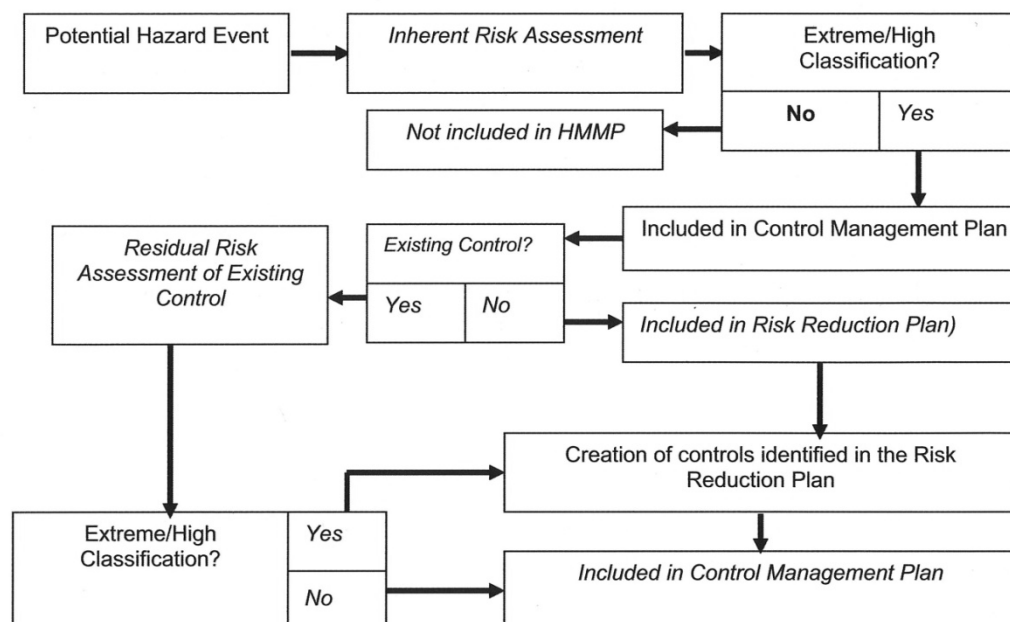 Potential Hazard Event
Inherent Risk Assessment
Extreme/High
Classification?
No
Yes
Not included in HMMP
Included in Control Management Plan
Existing Control?
Yes
No
Residual Risk
Assessment of Existing
Control
Included in Risk Reduction Plan)
Creation of controls identified in the Risk
Reduction Plan
Extreme/High
Classification?
Yes
No
Included in Control Management Plan